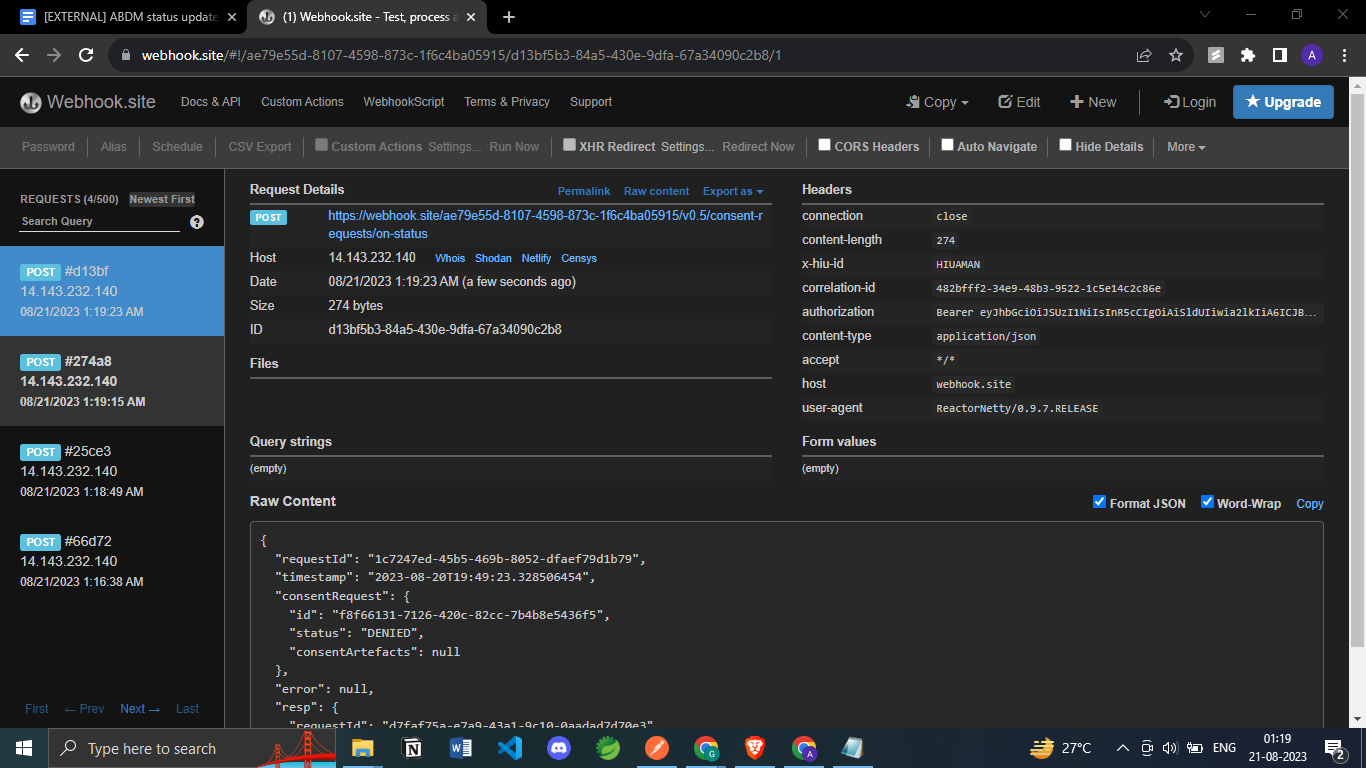 [EXTERNAL] ABDM status update
(1) Webhook.site - Test, process a
webhook.site/#!/ae79e55d-8107-4598-873c-1f6c4ba05915/d13bf5b3-84a5-430e-9dfa-67a34090c2b8/1
A
Webhook.site Docs & API Custom Actions WebhookScript Terms & Privacy Support Copy Edit New Login Upgrade
Password Alias Schedule CSV Export Custom Actions Settings... Run Now XHR Redirect Settings... Redirect Now CORS Headers Auto Navigate Hide Details More
REQUESTS (4/500) Newest First
Search Query
POST #d13bf
14.143.232.140
08/21/2023 1:19:23 AM
POST #274a8
14.143.232.140
08/21/2023 1:19:15 AM
POST #25ce3
14.143.232.140
08/21/2023 1:18:49 AM
POST #66d72
14.143.232.140
08/21/2023 1:16:38 AM
First ← Prev Next → Last
Request Details Permalink Raw content Export as
POST https://webhook.site/ae79e55d-8107-4598-873c-1f6c4ba05915/v0.5/consent-r
equests/on-status
Host 14.143.232.140 Whois Shodan Netlify Censys
Date 08/21/2023 1:19:23 AM (a few seconds ago)
Size 274 bytes
ID d13bf5b3-84a5-430e-9dfa-67a34090c2b8
Files
Headers
connection close
content-length 274
x-hiu-id HIUAMAN
correlation-id 482bfff2-34e9-48b3-9522-1c5e14c2c86e
authorization Bearer eyJhbGciOiJSUzI1NiIsInR5cCIgOiAiSldUIiwia2lkIiA6ICJB...
content-type application/json
accept */*
host webhook.site
user-agent ReactorNetty/0.9.7.RELEASE
Query strings
(empty)
Form values
(empty)
Raw Content Format JSON Word-Wrap Copy
{
"requestId": "1c7247ed-45b5-469b-8052-dfaef79d1b79",
"timestamp": "2023-08-20T19:49:23.328506454",
"consentRequest": {
"id": "f8f66131-7126-420c-82cc-7b4b8e5436f5",
"status": "DENIED",
"consentArtefacts": null
},
"error": null,
"resp": {
"requestId": "d7faf75a-e7a9-43a1-9c10-0aadad7d70e3"
Type here to search
27°C
ENG
01:19
21-08-2023
2